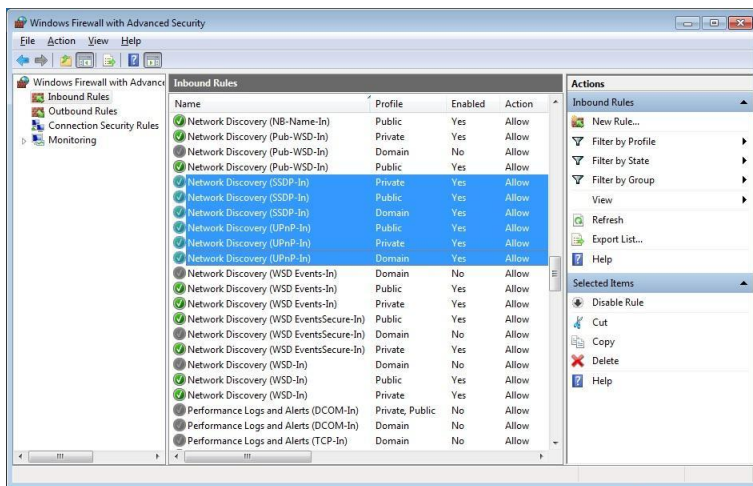 Windows Firewall with Advanced Security
File Action View Help
Windows Firewall with Advance
Inbound Rules
Outbound Rules
Connection Security Rules
Monitoring
Inbound Rules
Name Profile Enabled Action
Network Discovery (NB-Name-In) Public Yes Allow
Network Discovery (Pub-WSD-In) Private Yes Allow
Network Discovery (Pub-WSD-In) Domain No Allow
Network Discovery (Pub-WSD-In) Public Yes Allow
Network Discovery (SSDP-In) Private Yes Allow
Network Discovery (SSDP-In) Public Yes Allow
Network Discovery (SSDP-In) Domain Yes Allow
Network Discovery (UPnP-In) Public Yes Allow
Network Discovery (UPnP-In) Private Yes Allow
Network Discovery (UPnP-In) Domain Yes Allow
Network Discovery (WSD Events-In) Domain No Allow
Network Discovery (WSD Events-In) Public Yes Allow
Network Discovery (WSD Events-In) Private Yes Allow
Network Discovery (WSD EventsSecure-In) Public Yes Allow
Network Discovery (WSD EventsSecure-In) Domain No Allow
Network Discovery (WSD EventsSecure-In) Private Yes Allow
Network Discovery (WSD-In) Domain No Allow
Network Discovery (WSD-In) Public Yes Allow
Network Discovery (WSD-In) Private Yes Allow
Performance Logs and Alerts (DCOM-In) Private, Public No Allow
Performance Logs and Alerts (DCOM-In) Domain No Allow
Performance Logs and Alerts (TCP-In) Domain No Allow
Actions
Inbound Rules
New Rule...
Filter by Profile
Filter by State
Filter by Group
View
Refresh
Export List...
Help
Selected Items
Disable Rule
Cut
Copy
Delete
Help